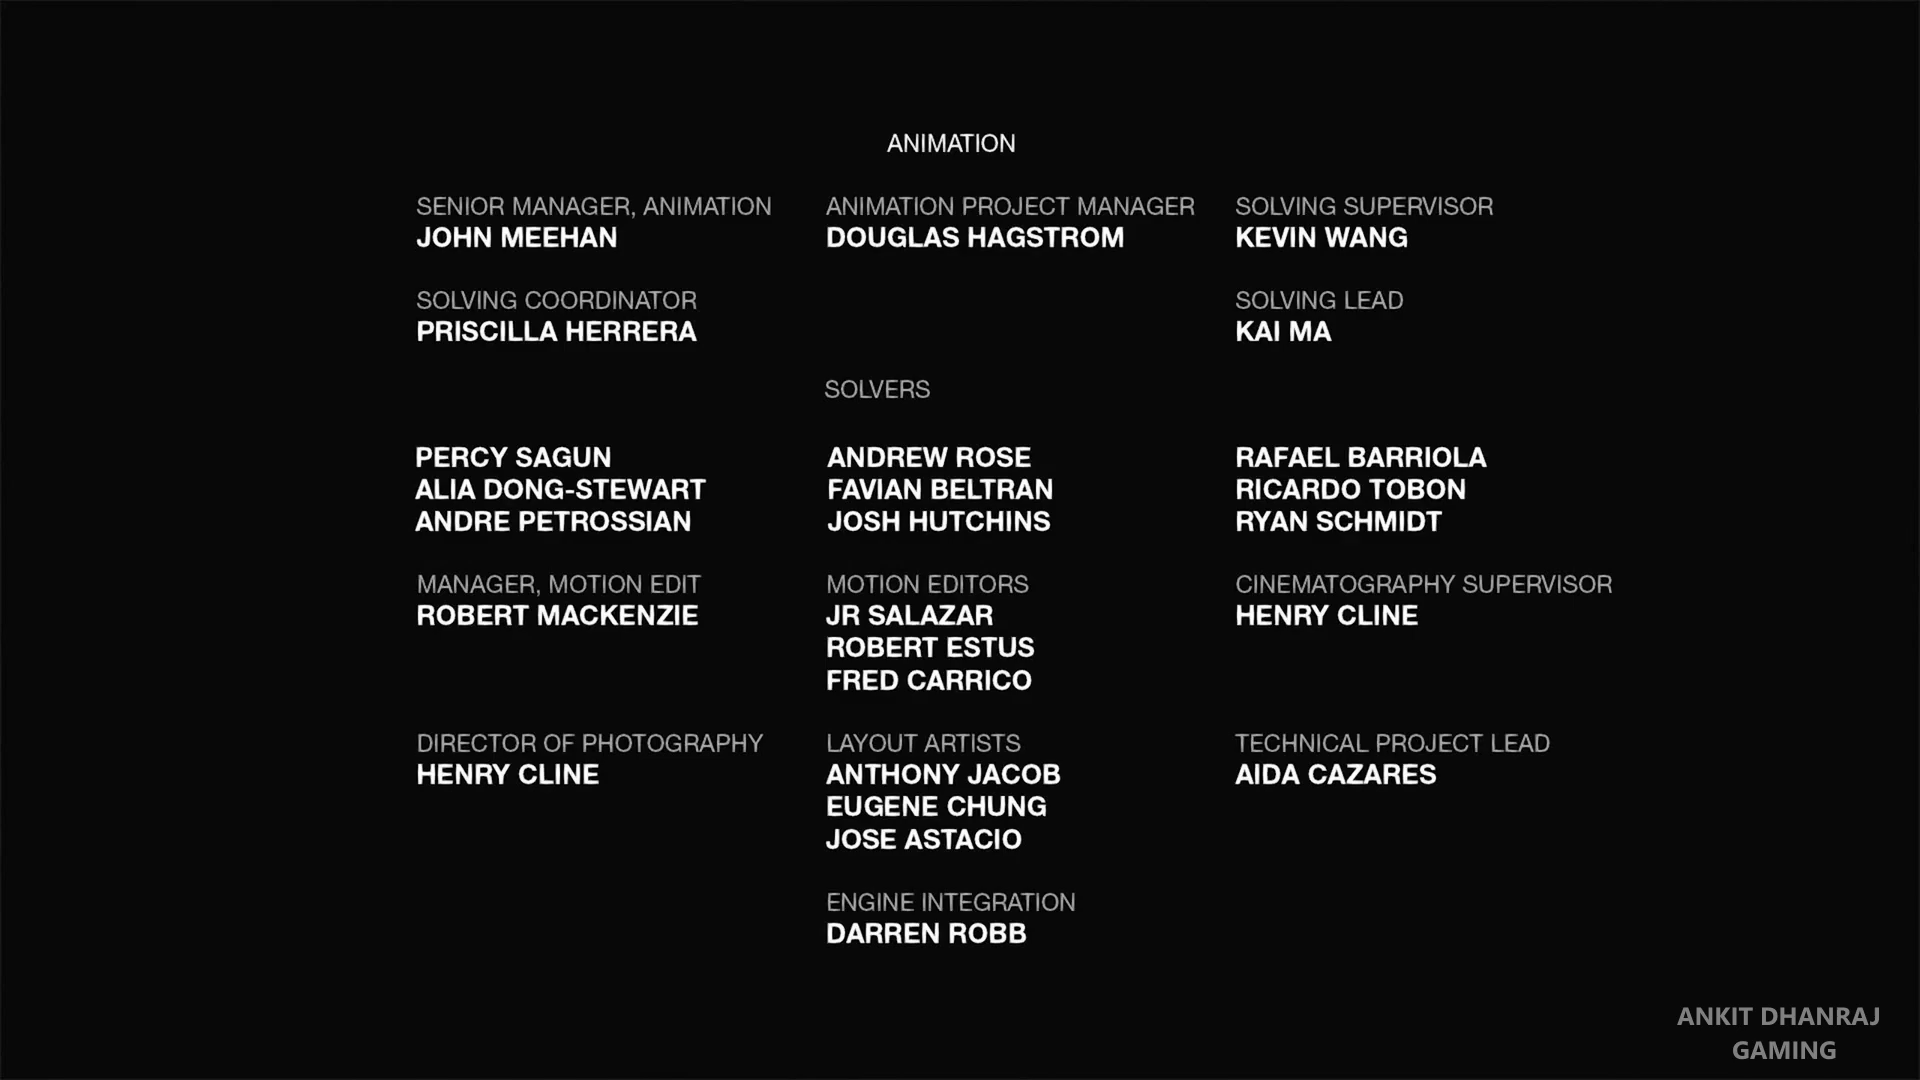 ANIMATION
SENIOR MANAGER, ANIMATION
JOHN MEEHAN
ANIMATION PROJECT MANAGER
DOUGLAS HAGSTROM
SOLVING SUPERVISOR
KEVIN WANG
SOLVING COORDINATOR
PRISCILLA HERRERA
SOLVING LEAD
KAI MA
SOLVERS
PERCY SAGUN
ALIA DONG-STEWART
ANDRE PETROSSIAN
ANDREW ROSE
FAVIAN BELTRAN
JOSH HUTCHINS
RAFAEL BARRIOLA
RICARDO TOBON
RYAN SCHMIDT
MANAGER, MOTION EDIT
ROBERT MACKENZIE
MOTION EDITORS
JR SALAZAR
ROBERT ESTUS
FRED CARRICO
CINEMATOGRAPHY SUPERVISOR
HENRY CLINE
DIRECTOR OF PHOTOGRAPHY
HENRY CLINE
LAYOUT ARTISTS
ANTHONY JACOB
EUGENE CHUNG
JOSE ASTACIO
TECHNICAL PROJECT LEAD
AIDA CAZARES
ENGINE INTEGRATION
DARREN ROBB
ANKIT DHANRAJ
GAMING